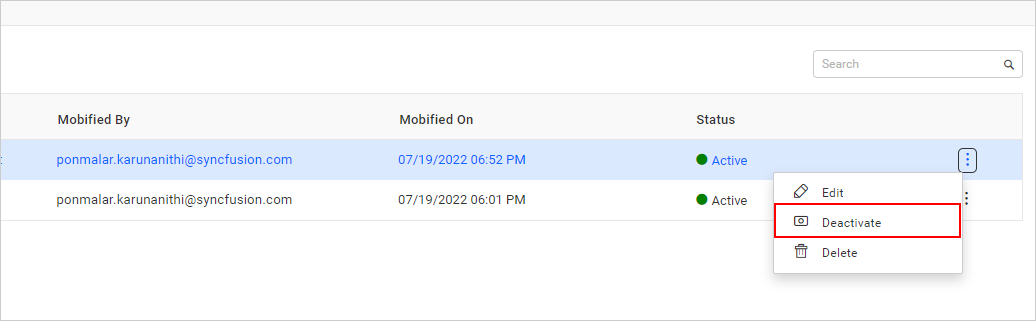 Search
Mobified By Mobified On Status
ponmalar.karunanithi@syncfusion.com 07/19/2022 06:52 PM Active
ponmalar.karunanithi@syncfusion.com 07/19/2022 06:01 PM Active
Edit
Deactivate
Delete